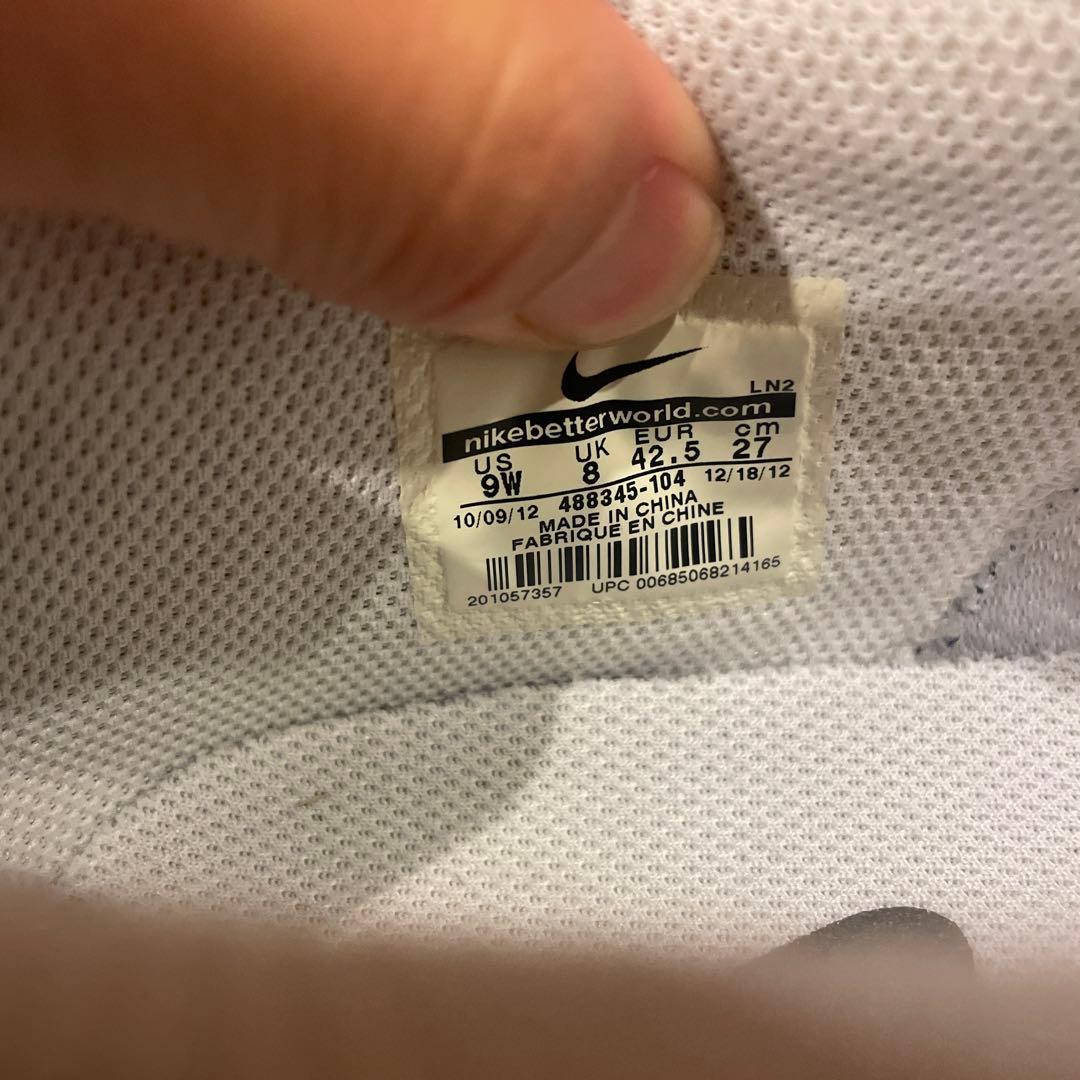 LN2
nikebetterworld.com
US UK EUR cm
9W 8 42.5 27
10/09/12 488345-104 12/18/12
MADE IN CHINA
FABRIQUE EN CHINE
201057357 UPC 00685068214165